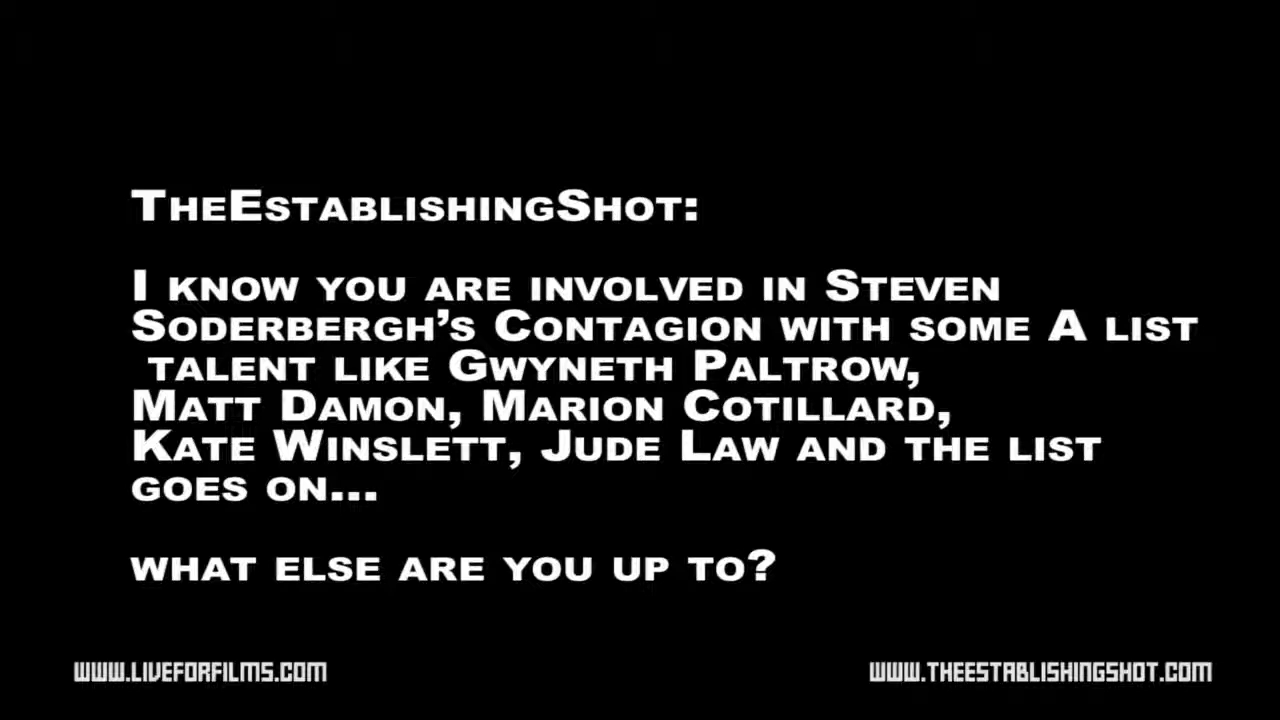 TheEstablishingShot:
I know you are involved in Steven
Soderbergh's Contagion with some A list
talent like Gwyneth Paltrow,
Matt Damon, Marion Cotillard,
Kate Winslett, Jude Law and the list
goes on...
what else are you up to?
WWW.LIVEFORFILMS.COM
WWW.THEESTABLISHINGSHOT.COM